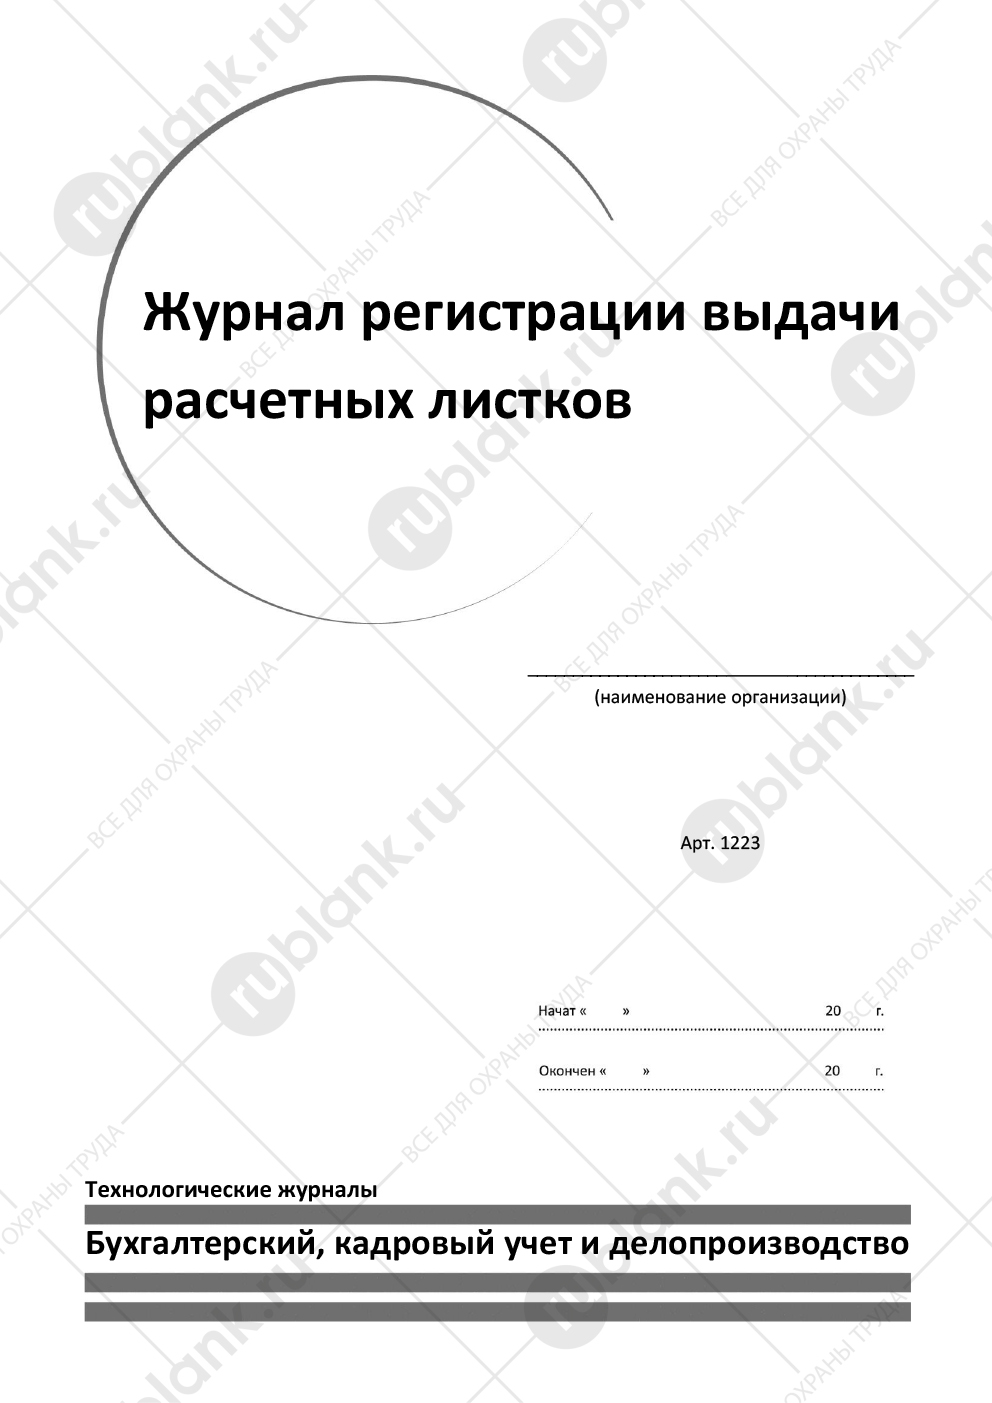 Журнал регистрации выдачи
расчетных листков
(наименование организации)
Арт. 1223
Начат « » 20 г.
Окончен « » 20 г.
Технологические журналы
Бухгалтерский, кадровый учет и делопроизводство
rublank.ru
ВСЕ ДЛЯ ОХРАНЫ ТРУДА